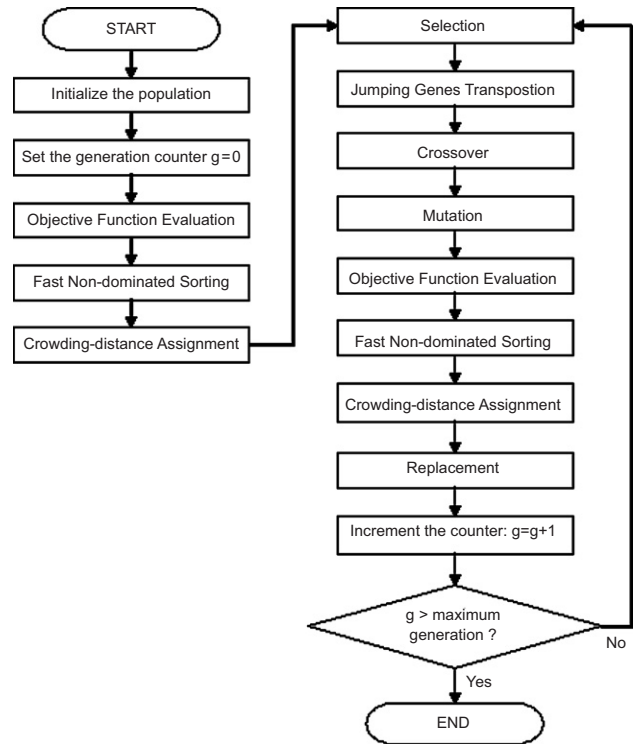 START
Initialize the population
Set the generation counter g=0
Objective Function Evaluation
Fast Non-dominated Sorting
Crowding-distance Assignment
Selection
Jumping Genes Transpostion
Crossover
Mutation
Objective Function Evaluation
Fast Non-dominated Sorting
Crowding-distance Assignment
Replacement
Increment the counter: g=g+1
g > maximum
generation ?
No
Yes
END